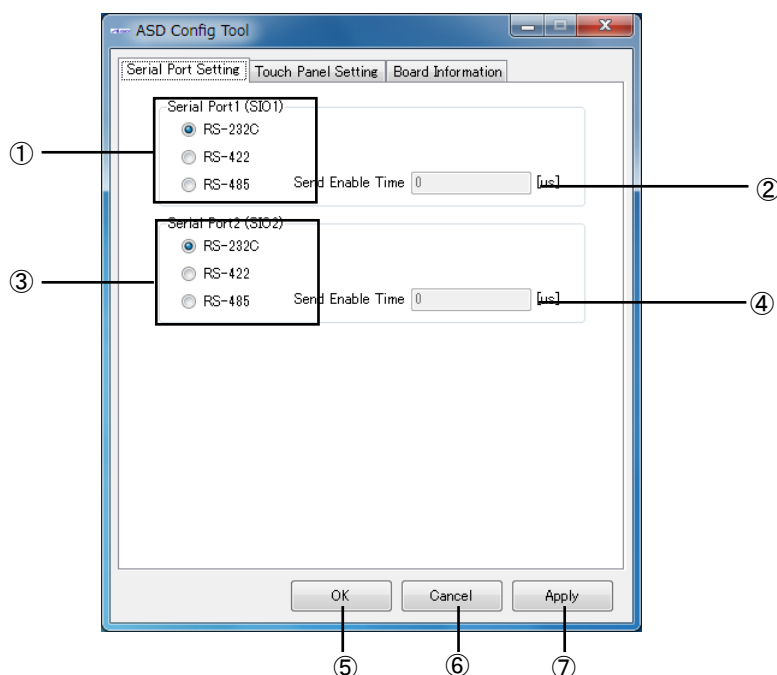 ASD Config Tool
Serial Port Setting
Touch Panel Setting
Board Information
Serial Port1 (SIO1)
RS-232C
①
RS-422
RS-485
Send Enable Time
0
[us]
②
Serial Port2 (SIO2)
RS-232C
RS-422
③
RS-485
Send Enable Time
0
[us]
④
OK
Cancel
Apply
⑤
⑥
⑦